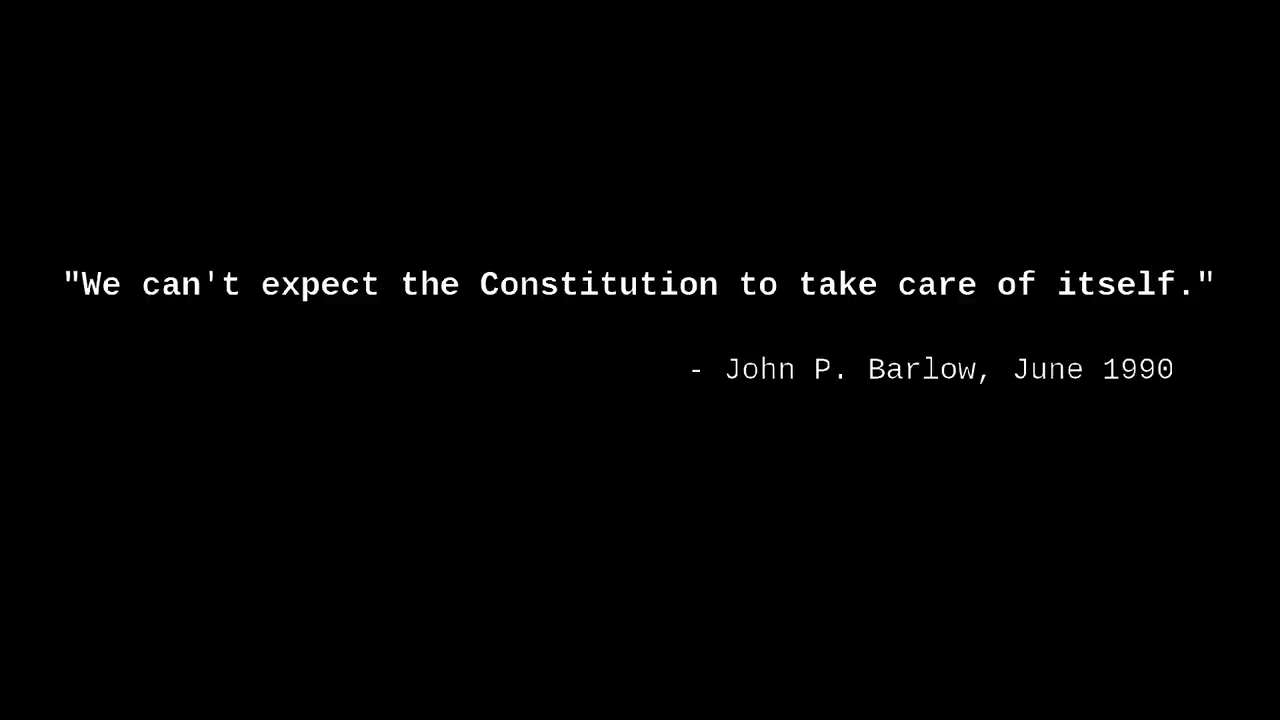 "We can't expect the Constitution to take care of itself."
- John P. Barlow, June 1990